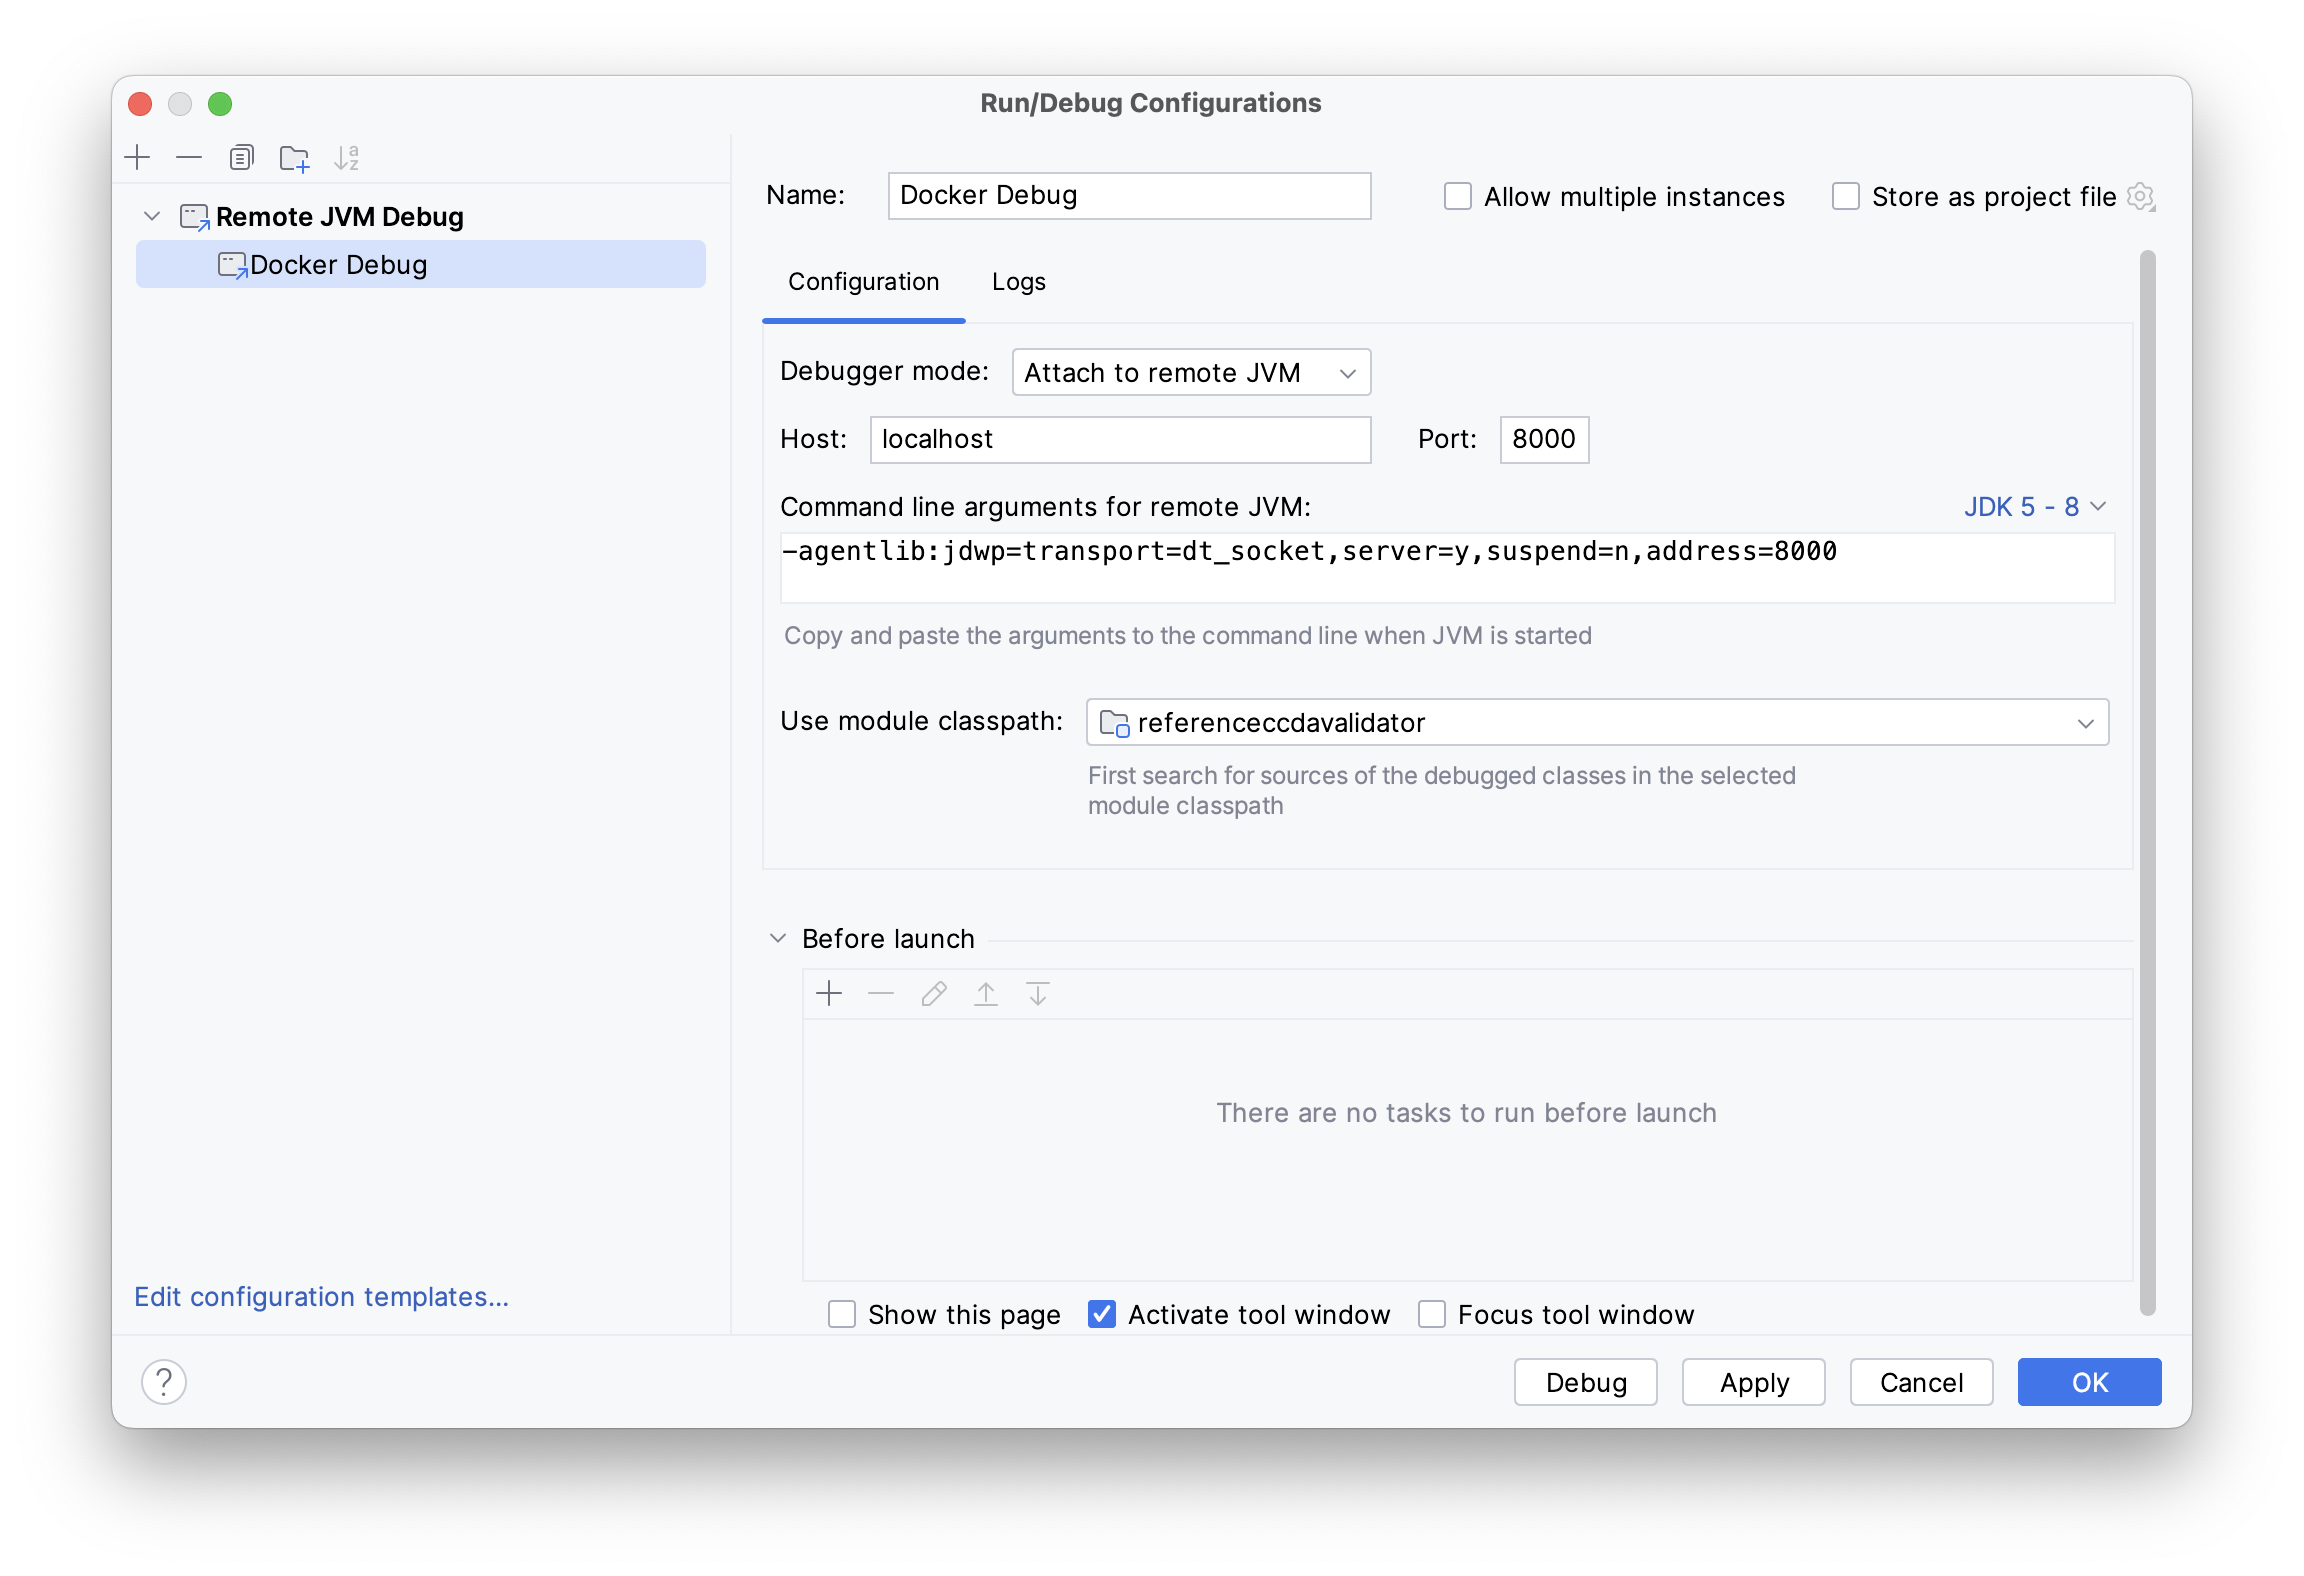 Run/Debug Configurations
Remote JVM Debug
Docker Debug
Edit configuration templates...
Name: Docker Debug Allow multiple instances Store as project file
Configuration Logs
Debugger mode: Attach to remote JVM
Host: localhost Port: 8000
Command line arguments for remote JVM: JDK 5 - 8
-agentlib:jdwp=transport=dt_socket,server=y,suspend=n,address=8000
Copy and paste the arguments to the command line when JVM is started
Use module classpath: referenceccdavalidator
First search for sources of the debugged classes in the selected
module classpath
Before launch
There are no tasks to run before launch
Show this page Activate tool window Focus tool window
? Debug Apply Cancel OK